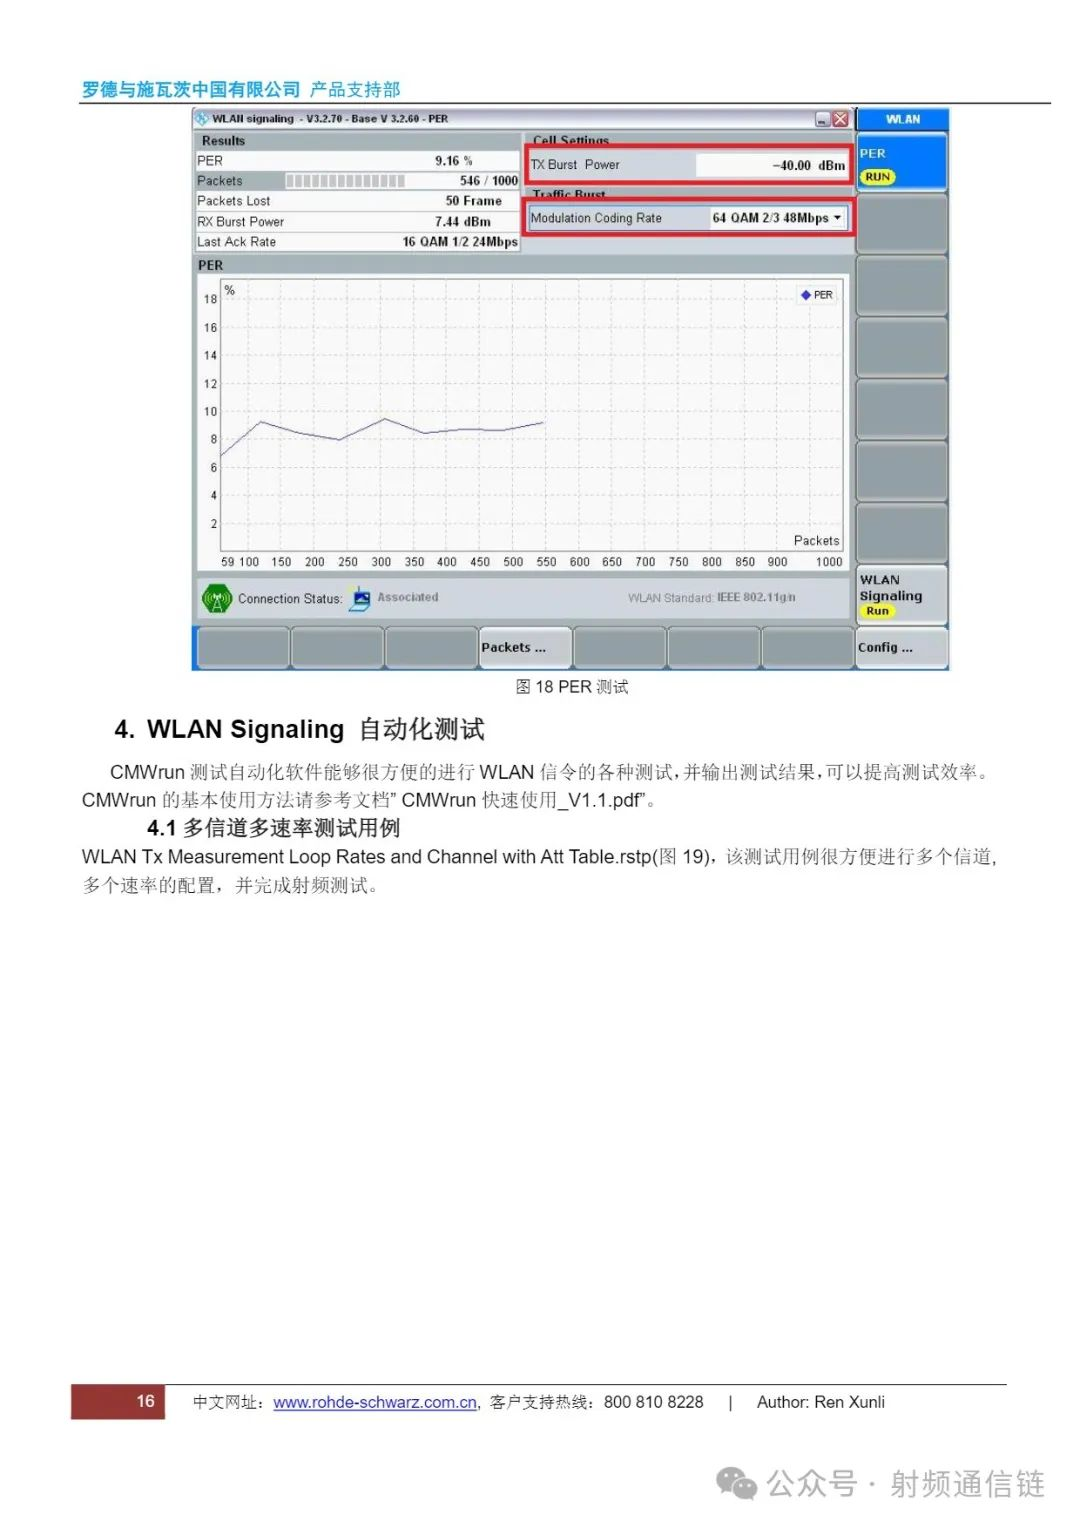 罗德与施瓦茨中国有限公司 产品支持部
WLAN signaling - V3.2.70 - Base V 3.2.60 - PER
WLAN
Results
Cell Settings
PER 9.16 %
TX Burst Power -40.00 dBm
PER
RUN
Packets 546 / 1000
Traffic Burst
Packets Lost 50 Frame
RX Burst Power 7.44 dBm
Modulation Coding Rate 64 QAM 2/3 48Mbps
Last Ack Rate 16 QAM 1/2 24Mbps
PER
%
PER
18
16
14
12
10
8
6
4
2
Packets
59 100 150 200 250 300 350 400 450 500 550 600 650 700 750 800 850 900 1000
Connection Status: Associated
WLAN Standard: IEEE 802.11g/n
WLAN
Signaling
Run
Packets ...
Config ...
图 18 PER 测试
4. WLAN Signaling 自动化测试
CMWrun 测试自动化软件能够很方便的进行 WLAN 信令的各种测试，并输出测试结果，可以提高测试效率。
CMWrun 的基本使用方法请参考文档” CMWrun 快速使用_V1.1.pdf”。
4.1 多信道多速率测试用例
WLAN Tx Measurement Loop Rates and Channel with Att Table.rstp(图 19)，该测试用例很方便进行多个信道,
多个速率的配置，并完成射频测试。
16
中文网址：www.rohde-schwarz.com.cn, 客户支持热线：800 810 8228 | Author: Ren Xunli
公众号 · 射频通信链